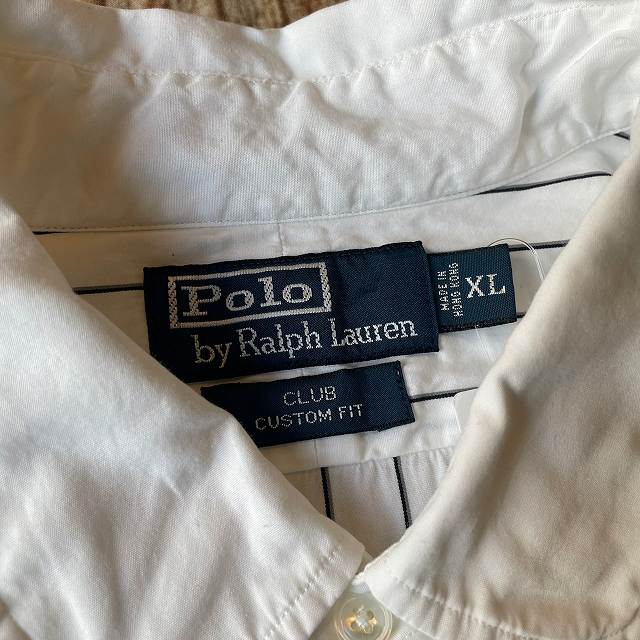 Polo
by Ralph Lauren
MADE IN
HONG KONG
XL
CLUB
CUSTOM FIT